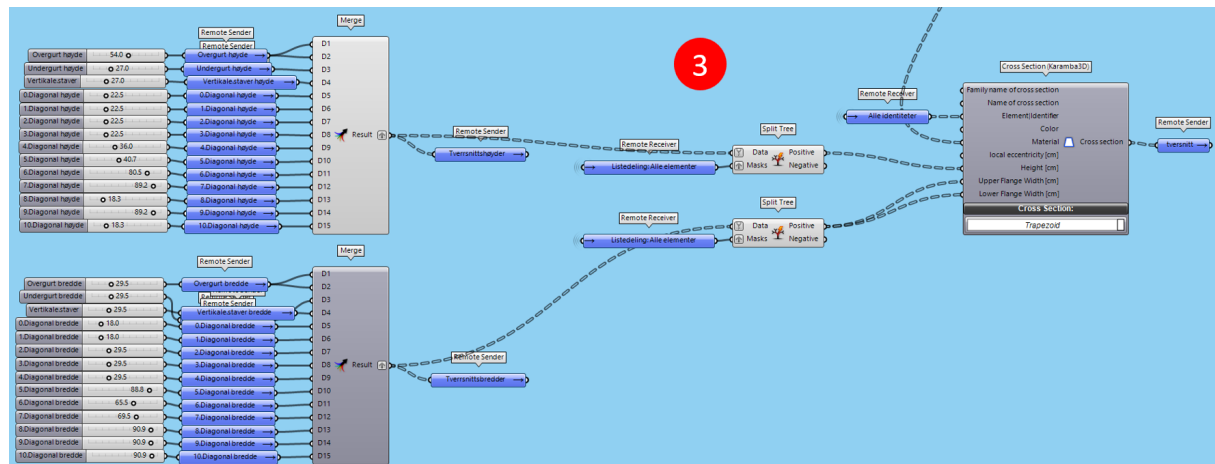 Merge
Remote Sender
Remote Sender
Overgurt høyde 54.0 Overgurt høyde D1
D2
Undergurt høyde 27.0 Undergurt høyde D3
Vertikale.staver 27.0 Vertikale.staver høyde D4
0.Diagonal høyde 22.5 0.Diagonal høyde D5
1.Diagonal høyde 22.5 1.Diagonal høyde D6
2.Diagonal høyde 22.5 2.Diagonal høyde D7
3.Diagonal høyde 22.5 3.Diagonal høyde D8 Result
4.Diagonal høyde 36.0 4.Diagonal høyde D9
5.Diagonal høyde 40.7 5.Diagonal høyde D10
6.Diagonal høyde 80.5 6.Diagonal høyde D11
7.Diagonal høyde 89.2 7.Diagonal høyde D12
8.Diagonal høyde 18.3 8.Diagonal høyde D13
9.Diagonal høyde 89.2 9.Diagonal høyde D14
10.Diagonal høyde 18.3 10.Diagonal høyde D15
Remote Sender
Tverrsnittshøyder
3
Remote Receiver
Listedeling: Alle elementer
Split Tree
Data Positive
Masks Negative
Remote Receiver
Listedeling: Alle elementer
Split Tree
Data Positive
Masks Negative
Remote Receiver
Alle identiteter
Cross Section (Karamba3D)
Family name of cross section
Name of cross section
Element|Identifier
Color
Material Cross section
local eccentricity [cm]
Height [cm]
Upper Flange Width [cm]
Lower Flange Width [cm]
Cross Section:
Trapezoid
Remote Sender
tversnitt
Merge
Remote Sender
Overgurt bredde 29.5 Overgurt bredde D1
D2
Undergurt bredde 29.5 D3
Remote Sender
Vertikale.staver 29.5 Vertikale.staver bredde D4
0.Diagonal bredde 18.0 0.Diagonal bredde D5
1.Diagonal bredde 18.0 1.Diagonal bredde D6
2.Diagonal bredde 29.5 2.Diagonal bredde D7
3.Diagonal bredde 29.5 3.Diagonal bredde D8 Result
4.Diagonal bredde 29.5 4.Diagonal bredde D9
5.Diagonal bredde 88.8 5.Diagonal bredde D10
6.Diagonal bredde 65.5 6.Diagonal bredde D11
7.Diagonal bredde 69.5 7.Diagonal bredde D12
8.Diagonal bredde 90.9 8.Diagonal bredde D13
9.Diagonal bredde 90.9 9.Diagonal bredde D14
10.Diagonal bredde 90.9 10.Diagonal bredde D15
Remote Sender
Tverrsnittsbredder